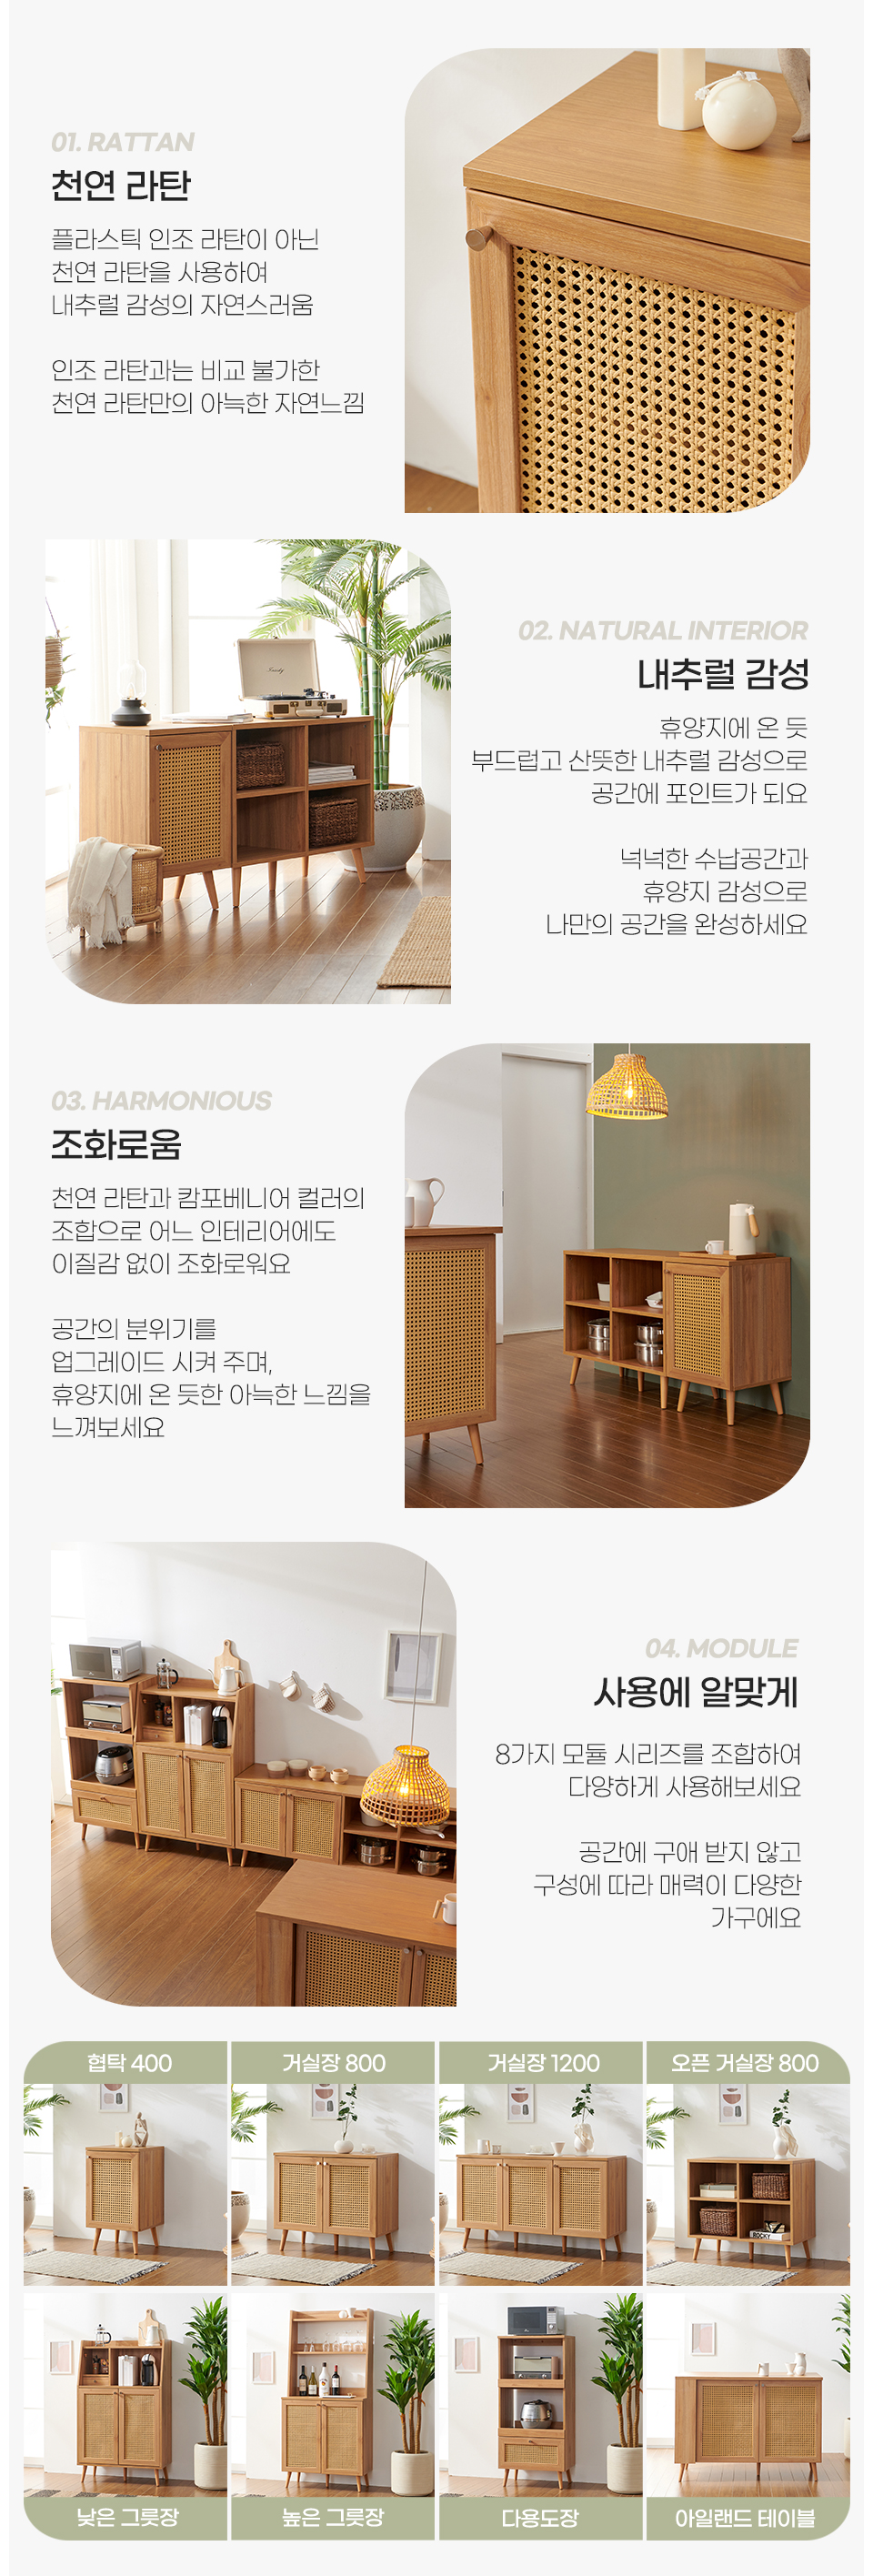 01. RATTAN
천연 라탄
플라스틱 인조 라탄이 아닌
천연 라탄을 사용하여
내추럴 감성의 자연스러움
인조 라탄과는 비교 불가한
천연 라탄만의 아늑한 자연느낌
02. NATURAL INTERIOR
내추럴 감성
휴양지에 온 듯
부드럽고 산뜻한 내추럴 감성으로
공간에 포인트가 되요
넉넉한 수납공간과
휴양지 감성으로
나만의 공간을 완성하세요
03. HARMONIOUS
조화로움
천연 라탄과 캄포베니어 컬러의
조합으로 어느 인테리어에도
이질감 없이 조화로워요
공간의 분위기를
업그레이드 시켜 주며,
휴양지에 온 듯한 아늑한 느낌을
느껴보세요
04. MODULE
사용에 알맞게
8가지 모듈 시리즈를 조합하여
다양하게 사용해보세요
공간에 구애 받지 않고
구성에 따라 매력이 다양한
가구에요
협탁 400
거실장 800
거실장 1200
오픈 거실장 800
ROCKY
낮은 그릇장
높은 그릇장
다용도장
아일랜드 테이블